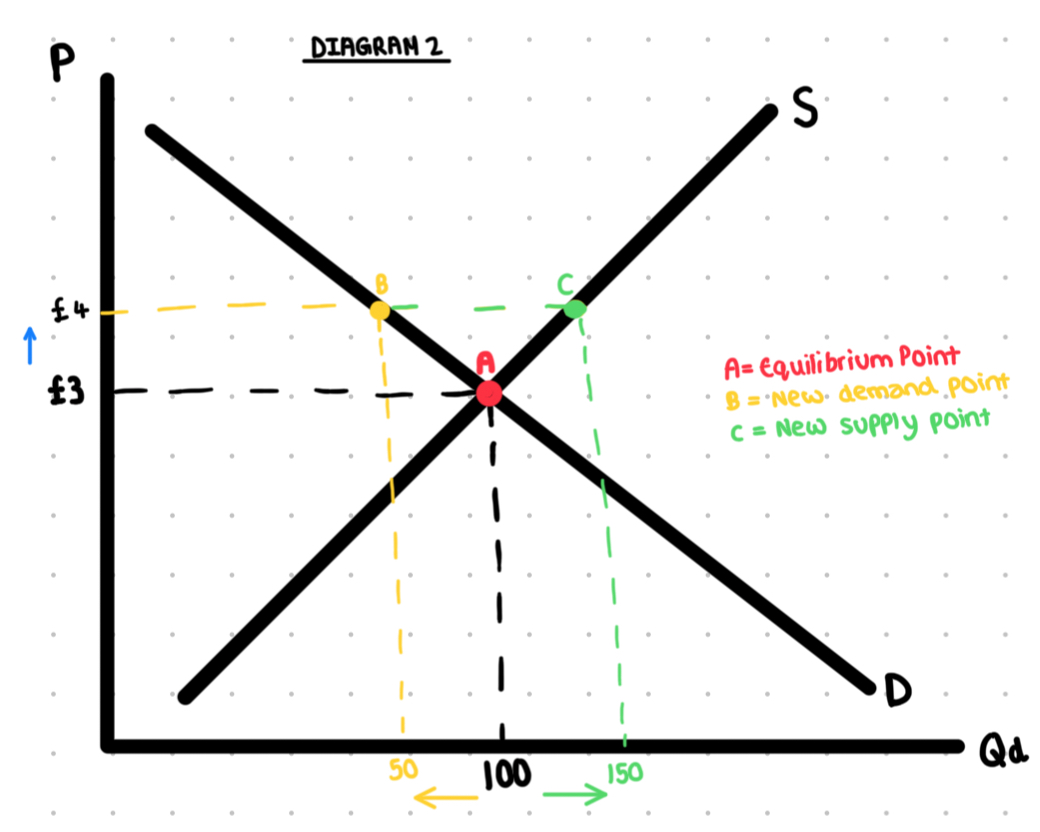 DIAGRAM 2
P
S
B
C
£4
A
£3
A= Equilibrium Point
B = New demand point
C = New supply point
D
Qd
50
100
150